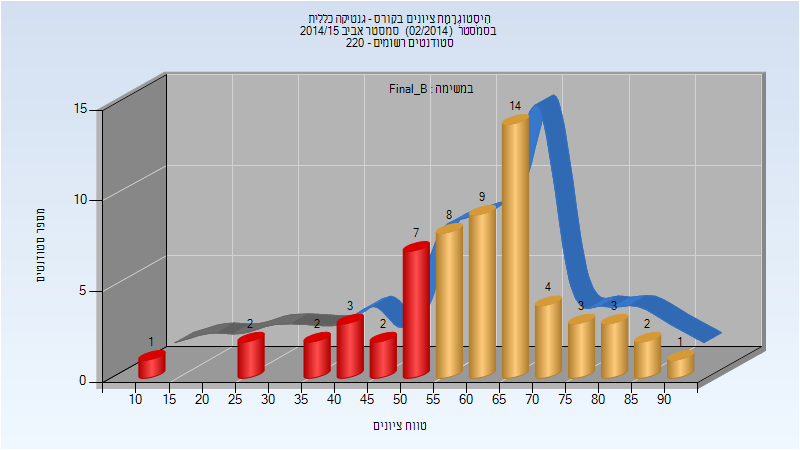 היסטוגרמת ציונים בקורס - גנטיקה כללית
בסמסטר (02/2014) סמסטר אביב 2014/15
סטודנטים רשומים - 220
במשימה : Final_B
מספר סטודנטים
15
10
5
0
1
2
2
3
2
7
8
9
14
4
3
3
2
1
10 15 20 25 30 35 40 45 50 55 60 65 70 75 80 85 90
טווח ציונים